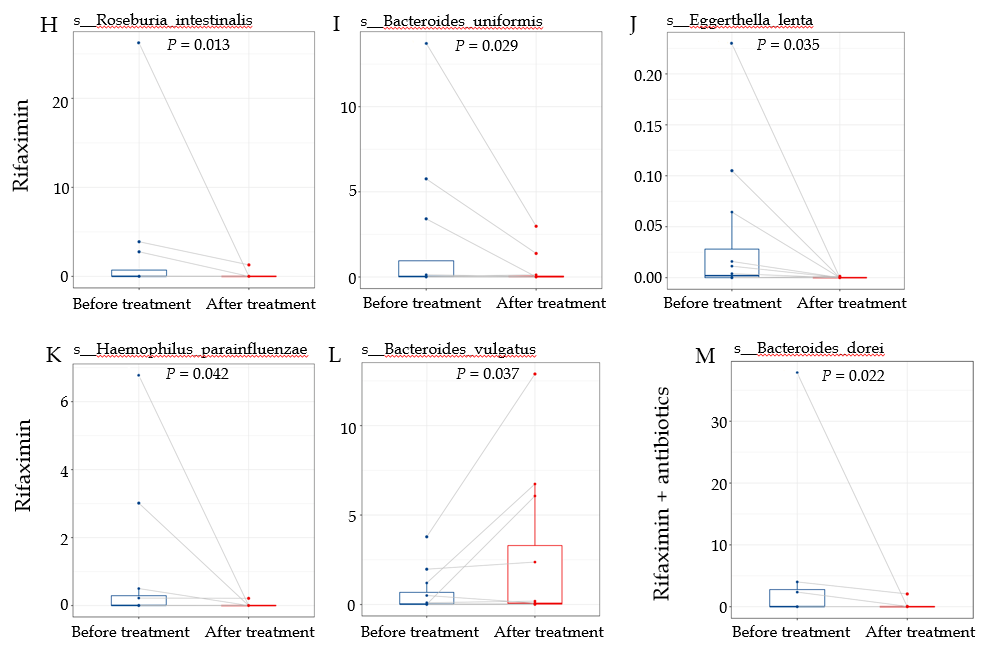 H s__Roseburia_intestinalis
P = 0.013
Rifaximin
20
10
0
Before treatment After treatment
I s__Bacteroides_uniformis
P = 0.029
10
5
0
Before treatment After treatment
J s__Eggerthella_lenta
P = 0.035
0.20
0.15
0.10
0.05
0.00
Before treatment After treatment
K s__Haemophilus_parainfluenzae
P = 0.042
Rifaximin
6
4
2
0
Before treatment After treatment
L s__Bacteroides_vulgatus
P = 0.037
10
5
0
Before treatment After treatment
M s__Bacteroides_dorei
P = 0.022
Rifaximin + antibiotics
30
20
10
0
Before treatment After treatment